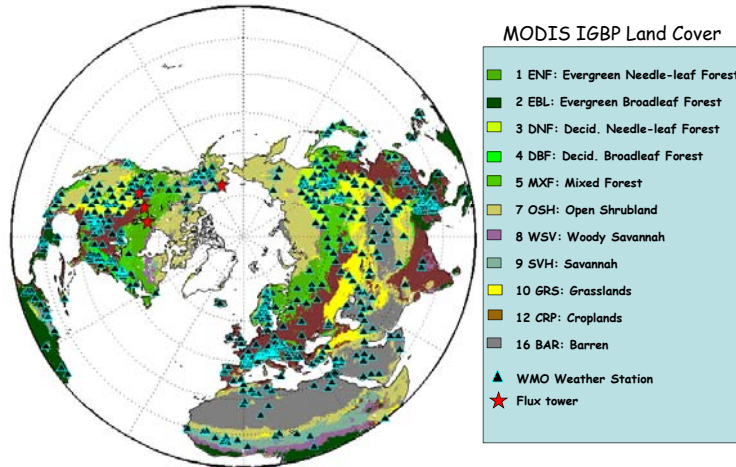 MODIS IGBP Land Cover
1 ENF: Evergreen Needle-leaf Forest
2 EBL: Evergreen Broadleaf Forest
3 DNF: Decid. Needle-leaf Forest
4 DBF: Decid. Broadleaf Forest
5 MXF: Mixed Forest
7 OSH: Open Shrubland
8 WSV: Woody Savannah
9 SVH: Savannah
10 GRS: Grasslands
12 CRP: Croplands
16 BAR: Barren
WMO Weather Station
Flux tower